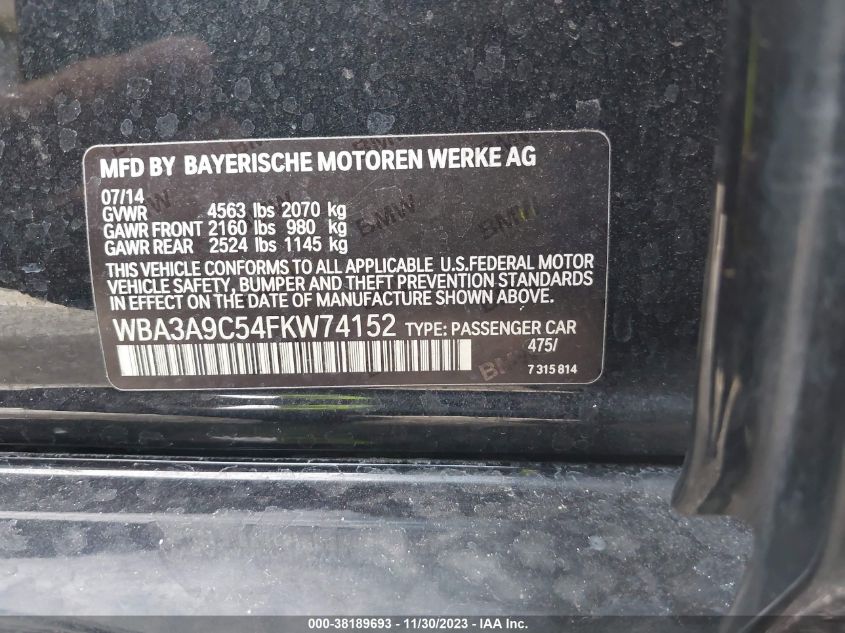 MFD BY BAYERISCHE MOTOREN WERKE AG
07/14
GVWR 4563 lbs 2070 kg
GAWR FRONT 2160 lbs 980 kg
GAWR REAR 2524 lbs 1145 kg
THIS VEHICLE CONFORMS TO ALL APPLICABLE U.S.FEDERAL MOTOR
VEHICLE SAFETY, BUMPER AND THEFT PREVENTION STANDARDS
IN EFFECT ON THE DATE OF MANUFACTURE SHOWN ABOVE.
WBA3A9C54FKW74152 TYPE: PASSENGER CAR
475/
7 315 814
BMW
BMW
BMW
000-38189693 - 11/30/2023 - IAA Inc.